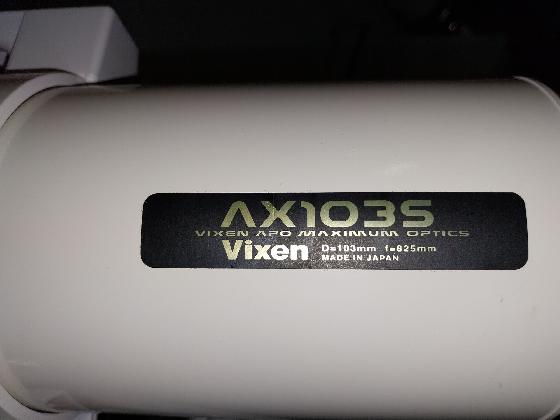 AX103S
VIXEN APO MAXIMUM OPTICS
Vixen D=103mm f=825mm
MADE IN JAPAN